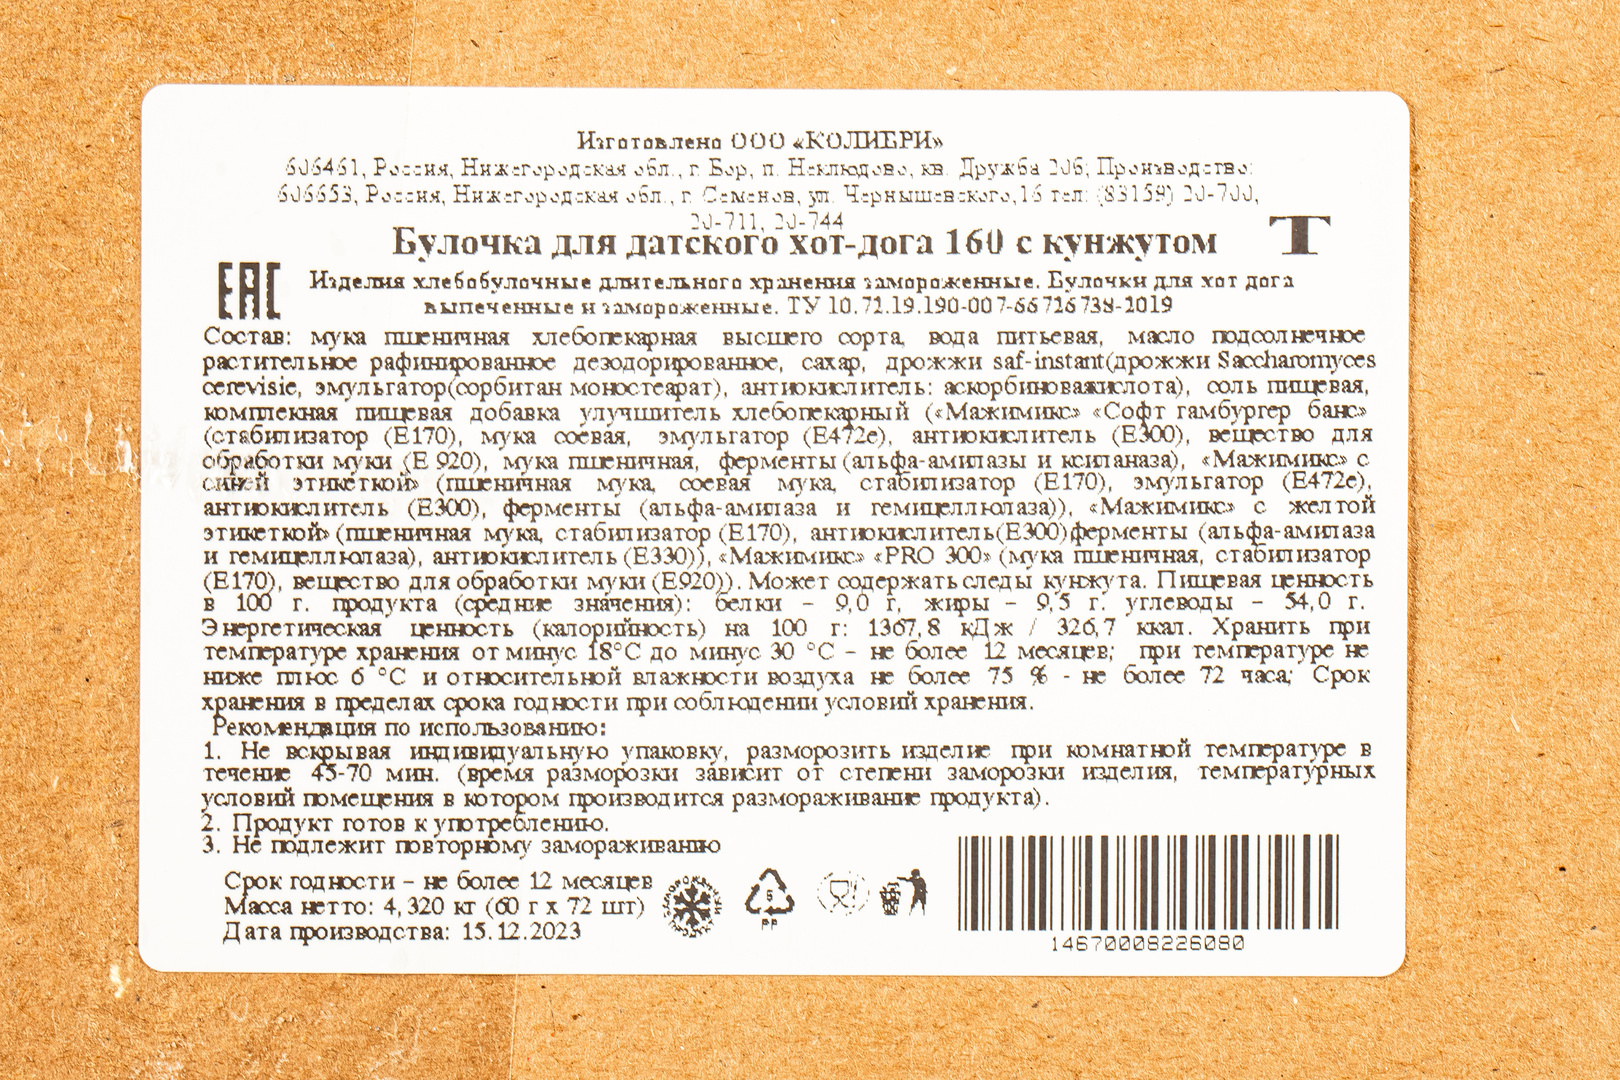 Изготовлено ООО «КОЛИБРИ»
606461, Россия, Нижегородская обл., г. Бор, п. Неклюдово, кв. Дружба 20б; Производство:
606653, Россия, Нижегородская обл., г. Семенов, ул. Чернышевского,16 тел: (83159) 20-700,
20-711, 20-744
Булочка для датского хот-дога 160 с кунжутом Т
ЕАС
Изделия хлебобулочные длительного хранения замороженные. Булочки для хот дога
выпеченные и замороженные. ТУ 10.72.19.190-007-66726738-2019
Состав: мука пшеничная хлебопекарная высшего сорта, вода питьевая, масло подсолнечное
растительное рафинированное дезодорированное, сахар, дрожжи saf-instant(дрожжи Saccharomyces
cerevisie, эмульгатор(сорбитан моностеарат), антиокислитель: аскорбиноваякислота), соль пищевая,
комплекная пищевая добавка улучшитель хлебопекарный («Мажимикс» «Софт гамбургер банс»
(стабилизатор (Е170), мука соевая, эмульгатор (Е472е), антиокислитель (Е300), вещество для
обработки муки (Е 920), мука пшеничная, ферменты (альфа-амилазы и ксиланаза), «Мажимикс» с
синей этикеткой» (пшеничная мука, соевая мука, стабилизатор (Е170), эмульгатор (Е472е),
антиокислитель (Е300), ферменты (альфа-амилаза и гемицеллюлаза)), «Мажимикс» с желтой
этикеткой» (пшеничная мука, стабилизатор (Е170), антиокислитель(Е300)ферменты (альфа-амилаза
и гемицеллюлаза), антиокислитель (Е330)), «Мажимикс» «PRO 300» (мука пшеничная, стабилизатор
(Е170), вещество для обработки муки (Е920)). Может содержать следы кунжута. Пищевая ценность
в 100 г. продукта (средние значения): белки – 9,0 г, жиры – 9,5 г. углеводы – 54,0 г.
Энергетическая ценность (калорийность) на 100 г: 1367,8 кДж / 326,7 ккал. Хранить при
температуре хранения от минус 18°С до минус 30 °С – не более 12 месяцев; при температуре не
ниже плюс 6 °С и относительной влажности воздуха не более 75 % - не более 72 часа; Срок
хранения в пределах срока годности при соблюдении условий хранения.
Рекомендация по использованию:
1. Не вскрывая индивидуальную упаковку, разморозить изделие при комнатной температуре в
течение 45-70 мин. (время разморозки зависит от степени заморозки изделия, температурных
условий помещения в котором производится размораживание продукта).
2. Продукт готов к употреблению.
3. Не подлежит повторному замораживанию
Срок годности – не более 12 месяцев
Масса нетто: 4,320 кг (60 г х 72 шт)
Дата производства: 15.12.2023
ЗАМОРОЖЕННЫЙ ПРОДУКТ
5
PP
14670008226080